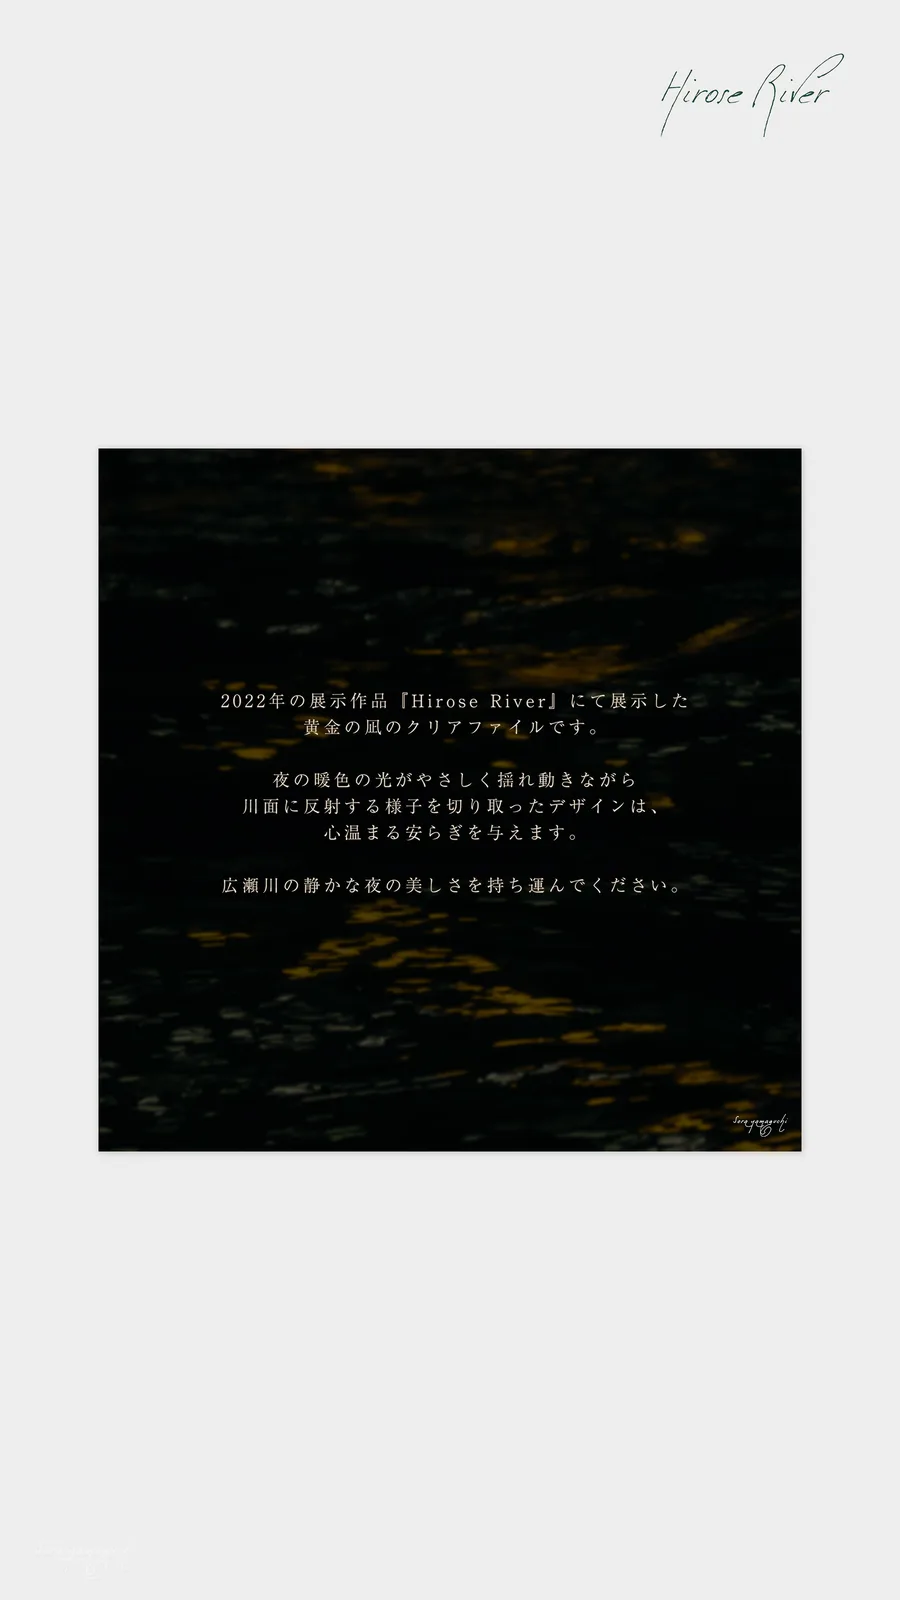 Hirose River
2022年の展示作品『Hirose River』にて展示した
黄金の凪のクリアファイルです。
夜の暖色の光がやさしく揺れ動きながら
川面に反射する様子を切り取ったデザインは、
心温まる安らぎを与えます。
広瀬川の静かな夜の美しさを持ち運んでください。
Sora yamaguchi